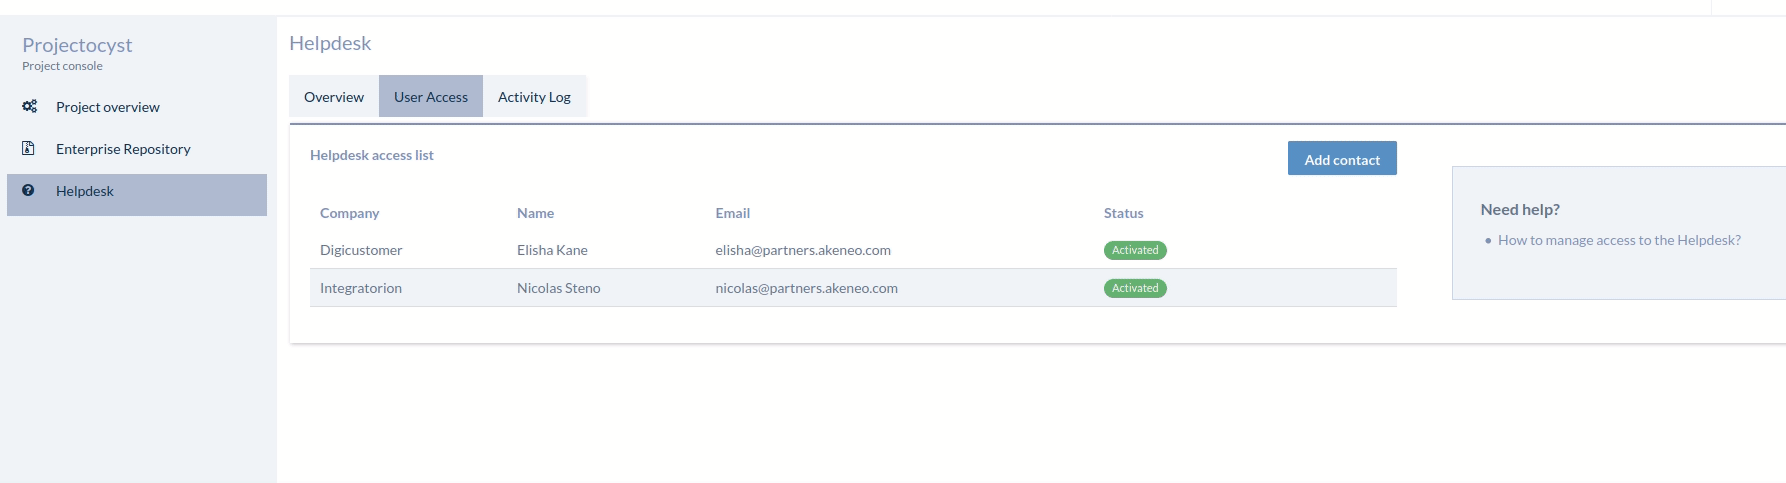 Projectocyst
Project console
Project overview
Enterprise Repository
Helpdesk
Helpdesk
Overview User Access Activity Log
Helpdesk access list
Add contact
Company Name Email Status
Digicustomer Elisha Kane elisha@partners.akeneo.com Activated
Integratorion Nicolas Steno nicolas@partners.akeneo.com Activated
Need help?
• How to manage access to the Helpdesk?